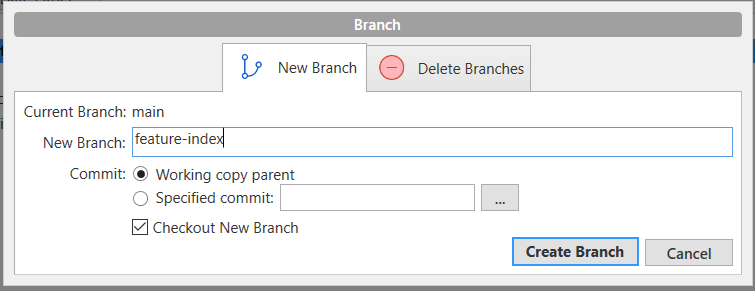 Branch
New Branch
Delete Branches
Current Branch: main
New Branch: feature-index
Commit: Working copy parent
Specified commit: ...
Checkout New Branch
Create Branch Cancel